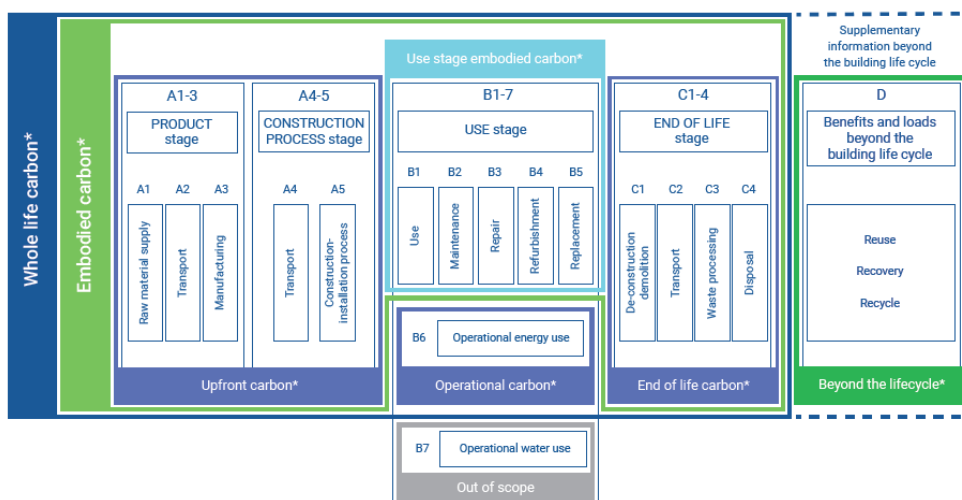 Whole life carbon*
Embodied carbon*
Use stage embodied carbon*
Supplementary
information beyond
the building life cycle
A1-3
PRODUCT
stage
A1
A2
A3
Raw material supply
Transport
Manufacturing
A4-5
CONSTRUCTION
PROCESS stage
A4
A5
Transport
Construction-
installation process
Upfront carbon*
B1-7
USE stage
B1
B2
B3
B4
B5
Use
Maintenance
Repair
Refurbishment
Replacement
B6
Operational energy use
Operational carbon*
B7
Operational water use
Out of scope
C1-4
END OF LIFE
stage
C1
C2
C3
C4
De-construction
demolition
Transport
Waste processing
Disposal
End of life carbon*
D
Benefits and loads
beyond the
building life cycle
Reuse
Recovery
Recycle
Beyond the lifecycle*